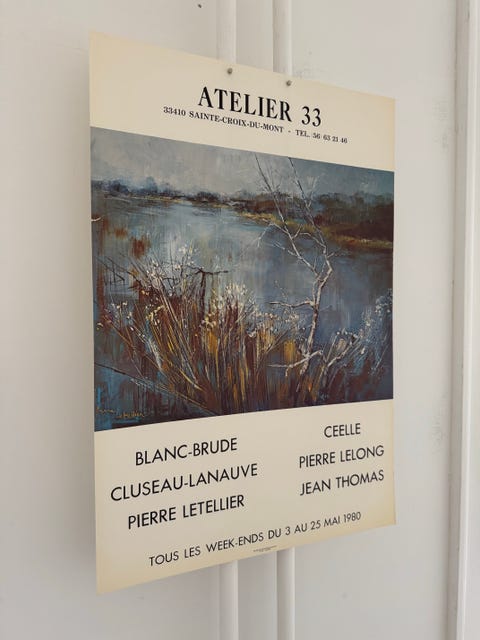 ATELIER 33
33410 SAINTE-CROIX-DU-MONT - TEL. 56 63 21 46
BLANC-BRUDE
CLUSEAU-LANAUVE
PIERRE LETELLIER
CEELLE
PIERRE LELONG
JEAN THOMAS
TOUS LES WEEK-ENDS DU 3 AU 25 MAI 1980